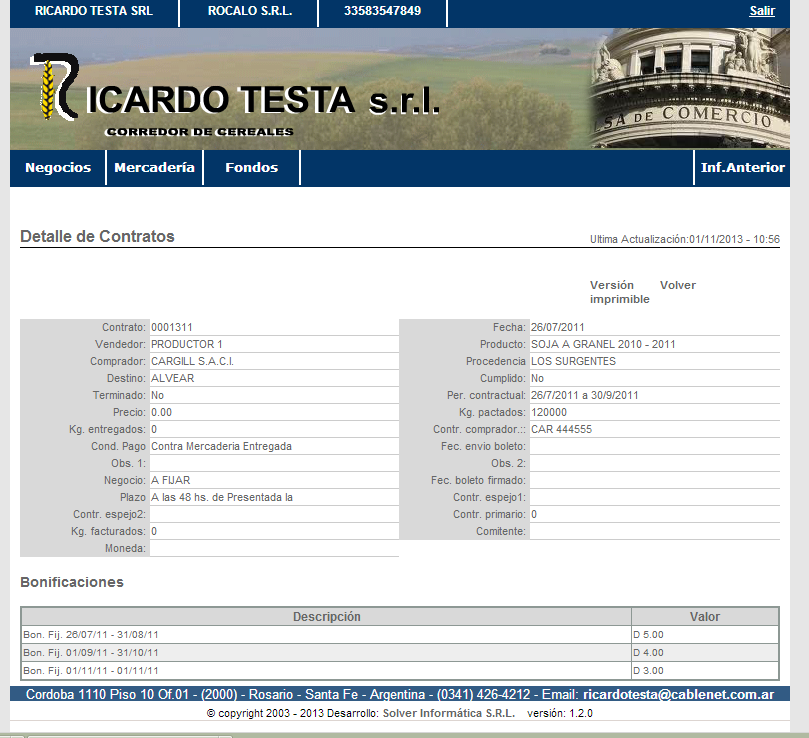 RICARDO TESTA SRL ROCALO S.R.L. 33583547849 Salir
RICARDO TESTA s.r.l.
CORREDOR DE CEREALES
SA DE COMERCIO
Negocios Mercadería Fondos Inf.Anterior
Detalle de Contratos
Ultima Actualización:01/11/2013 - 10:56
Versión imprimible Volver
Contrato: 0001311 Fecha: 26/07/2011
Vendedor: PRODUCTOR 1 Producto: SOJA A GRANEL 2010 - 2011
Comprador: CARGILL S.A.C.I. Procedencia LOS SURGENTES
Destino: ALVEAR Cumplido: No
Terminado: No Per. contractual: 26/7/2011 a 30/9/2011
Precio: 0.00 Kg. pactados: 120000
Kg. entregados: 0 Contr. comprador.:: CAR 444555
Cond. Pago Contra Mercaderia Entregada Fec. envio boleto:
Obs. 1: Obs. 2:
Negocio: A FIJAR Fec. boleto firmado:
Plazo A las 48 hs. de Presentada la Contr. espejo1:
Contr. espejo2: Contr. primario: 0
Kg. facturados: 0 Comitente:
Moneda:
Bonificaciones
Descripción Valor
Bon. Fij. 26/07/11 - 31/08/11 D 5.00
Bon. Fij. 01/09/11 - 31/10/11 D 4.00
Bon. Fij. 01/11/11 - 01/11/11 D 3.00
Cordoba 1110 Piso 10 Of.01 - (2000) - Rosario - Santa Fe - Argentina - (0341) 426-4212 - Email: ricardotesta@cablenet.com.ar
© copyright 2003 - 2013 Desarrollo: Solver Informática S.R.L. versión: 1.2.0